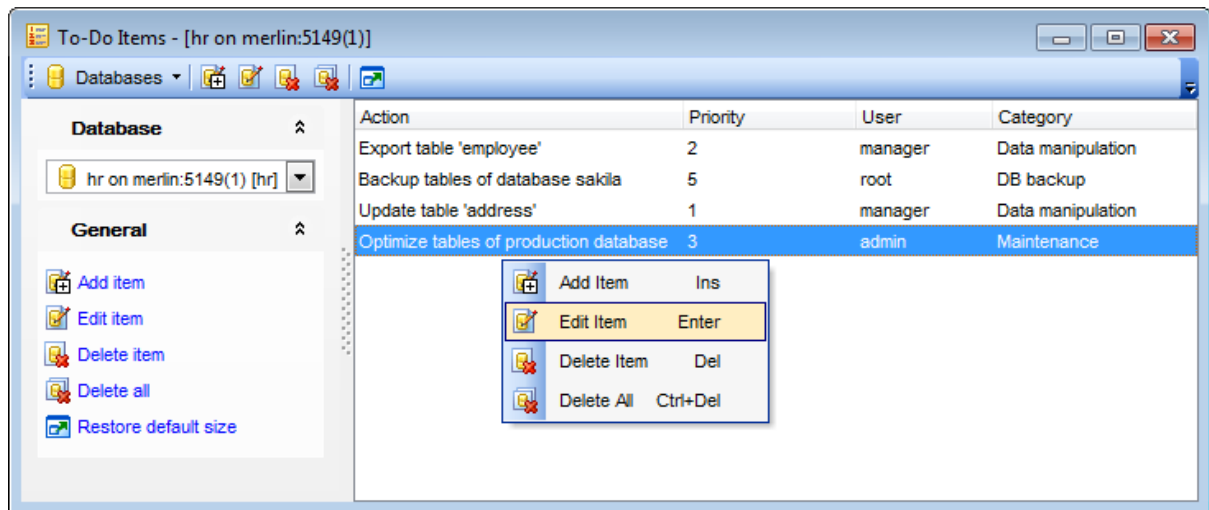 To-Do Items - [hr on merlin:5149(1)]
Databases
Database
hr on merlin:5149(1) [hr]
General
Add item
Edit item
Delete item
Delete all
Restore default size
Action Priority User Category
Export table 'employee' 2 manager Data manipulation
Backup tables of database sakila 5 root DB backup
Update table 'address' 1 manager Data manipulation
Optimize tables of production database 3 admin Maintenance
Add Item Ins
Edit Item Enter
Delete Item Del
Delete All Ctrl+Del